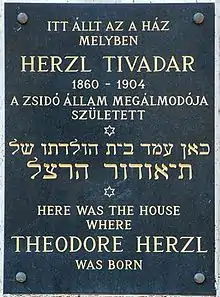 ITT ÁLLT AZ A HÁZ
MELYBEN
HERZL TIVADAR
1860 - 1904
A ZSIDÓ ÁLLAM MEGÁLMODÓJA
SZÜLETETT
כאן עמד בית הולדתו של
תיאודור הרצל
HERE WAS THE HOUSE
WHERE
THEODORE HERZL
WAS BORN